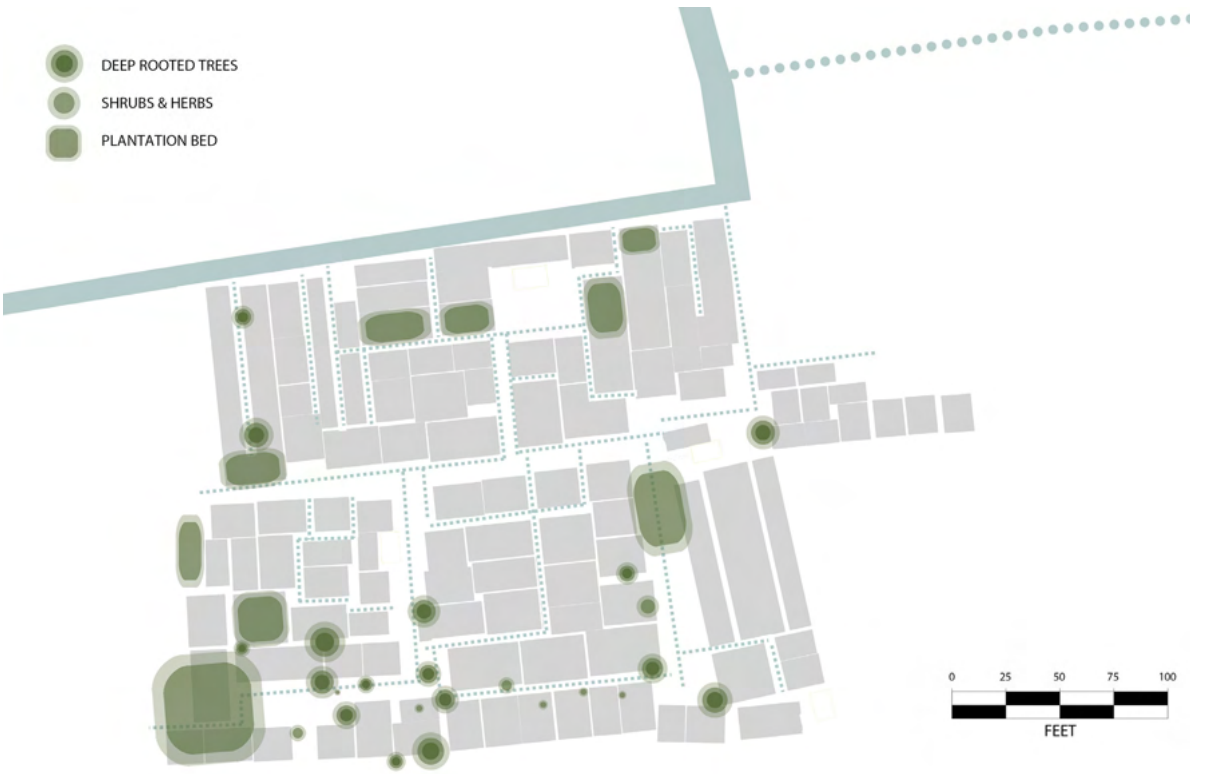 DEEP ROOTED TREES
SHRUBS & HERBS
PLANTATION BED
0 25 50 75 100
FEET